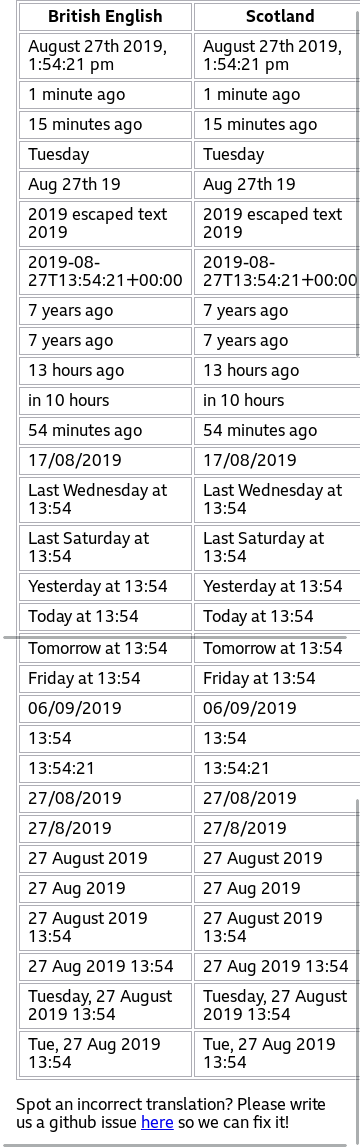 British English Scotland
August 27th 2019, August 27th 2019,
1:54:21 pm 1:54:21 pm
1 minute ago 1 minute ago
15 minutes ago 15 minutes ago
Tuesday Tuesday
Aug 27th 19 Aug 27th 19
2019 escaped text 2019 escaped text
2019 2019
2019-08- 2019-08-
27T13:54:21+00:00 27T13:54:21+00:00
7 years ago 7 years ago
7 years ago 7 years ago
13 hours ago 13 hours ago
in 10 hours in 10 hours
54 minutes ago 54 minutes ago
17/08/2019 17/08/2019
Last Wednesday at Last Wednesday at
13:54 13:54
Last Saturday at Last Saturday at
13:54 13:54
Yesterday at 13:54 Yesterday at 13:54
Today at 13:54 Today at 13:54
Tomorrow at 13:54 Tomorrow at 13:54
Friday at 13:54 Friday at 13:54
06/09/2019 06/09/2019
13:54 13:54
13:54:21 13:54:21
27/08/2019 27/08/2019
27/8/2019 27/8/2019
27 August 2019 27 August 2019
27 Aug 2019 27 Aug 2019
27 August 2019 27 August 2019
13:54 13:54
27 Aug 2019 13:54 27 Aug 2019 13:54
Tuesday, 27 August Tuesday, 27 August
2019 13:54 2019 13:54
Tue, 27 Aug 2019 Tue, 27 Aug 2019
13:54 13:54
Spot an incorrect translation? Please write
us a github issue here so we can fix it!